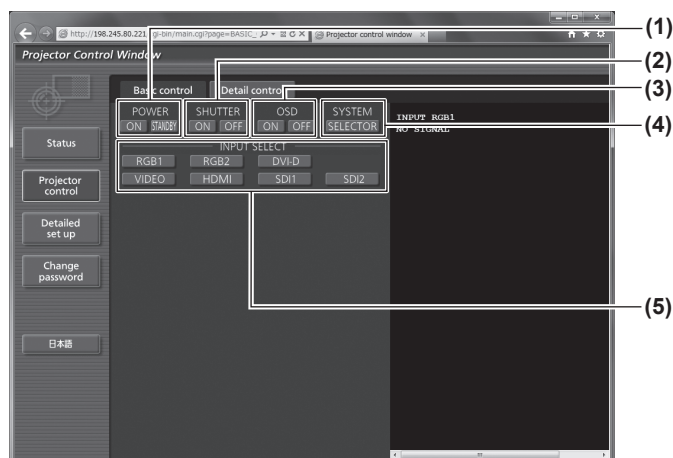 http://198.245.80.221 gi-bin/main.cgi?page=BASIC_ Projector control window
(1)
Projector Control Window
(2)
Basic control Detail control
(3)
POWER SHUTTER OSD SYSTEM
ON STANDBY ON OFF ON OFF SELECTOR
(4)
INPUT RGB1
NO SIGNAL
Status
INPUT SELECT
RGB1 RGB2 DVI-D
VIDEO HDMI SDI1 SDI2
Projector
control
Detailed
set up
Change
password
(5)
日本語